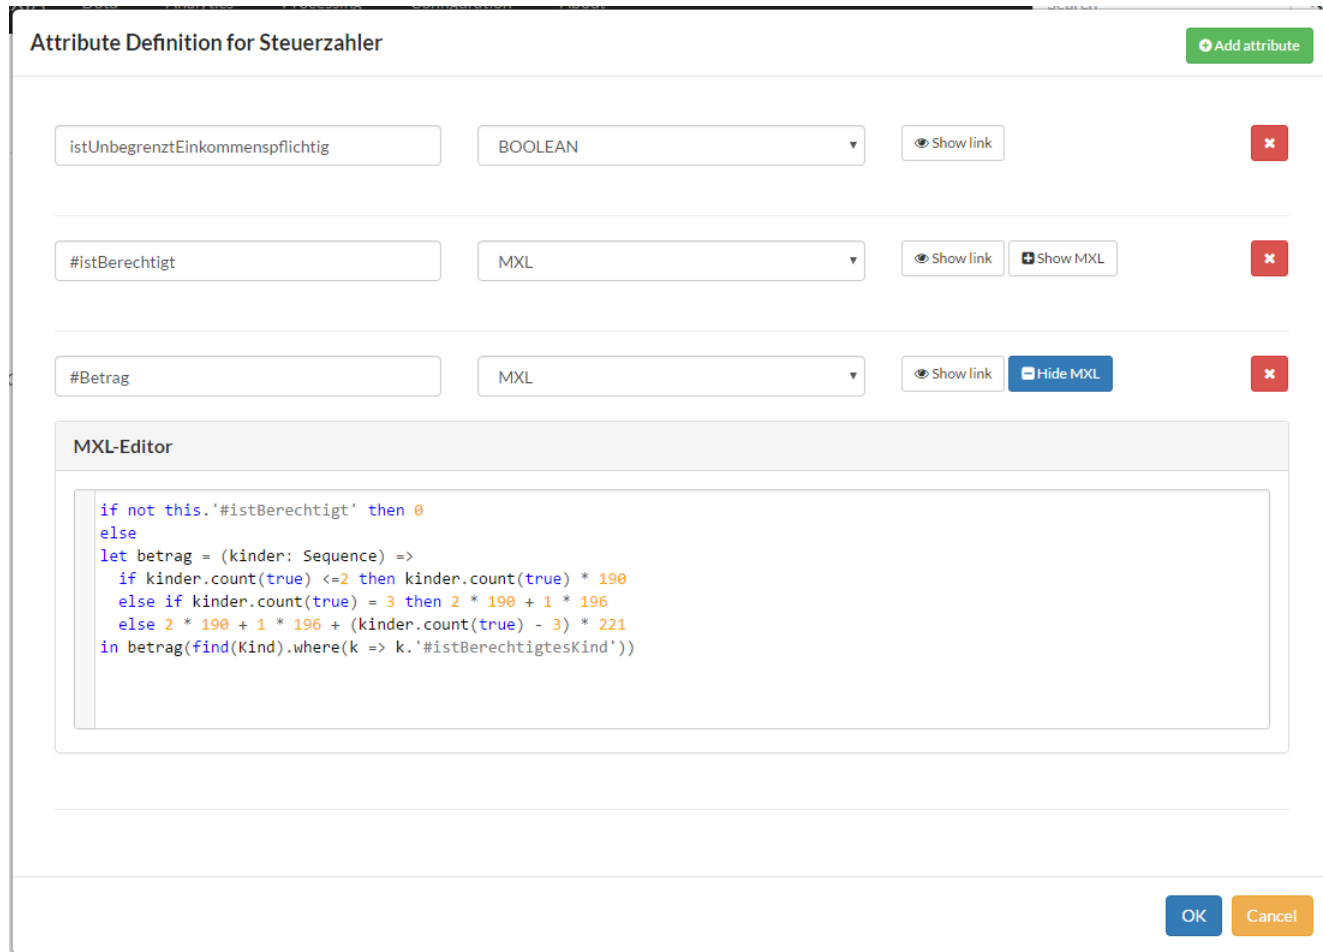 Attribute Definition for Steuerzahler
Add attribute
istUnbegrenztEinkommenspflichtig BOOLEAN Show link
#istBerechtigt MXL Show link Show MXL
#Betrag MXL Show link Hide MXL
MXL-Editor
if not this.'#istBerechtigt' then 0
else
let betrag = (kinder: Sequence) =>
if kinder.count(true) <=2 then kinder.count(true) * 190
else if kinder.count(true) = 3 then 2 * 190 + 1 * 196
else 2 * 190 + 1 * 196 + (kinder.count(true) - 3) * 221
in betrag(find(Kind).where(k => k.'#istBerechtigtesKind'))
OK Cancel